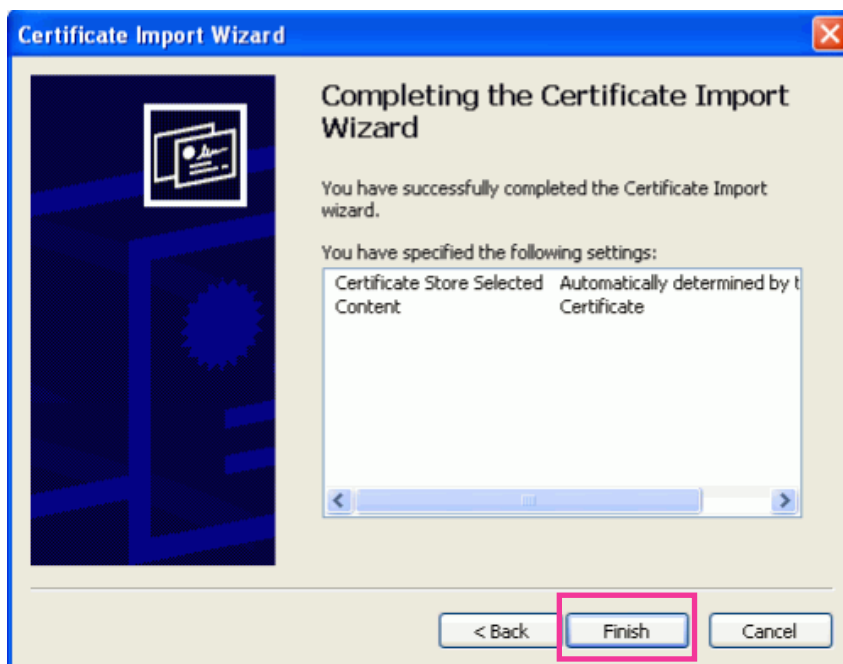 Certificate Import Wizard
Completing the Certificate Import
Wizard
You have successfully completed the Certificate Import
wizard.
You have specified the following settings:
Certificate Store Selected Automatically determined by t
Content Certificate
< Back Finish Cancel